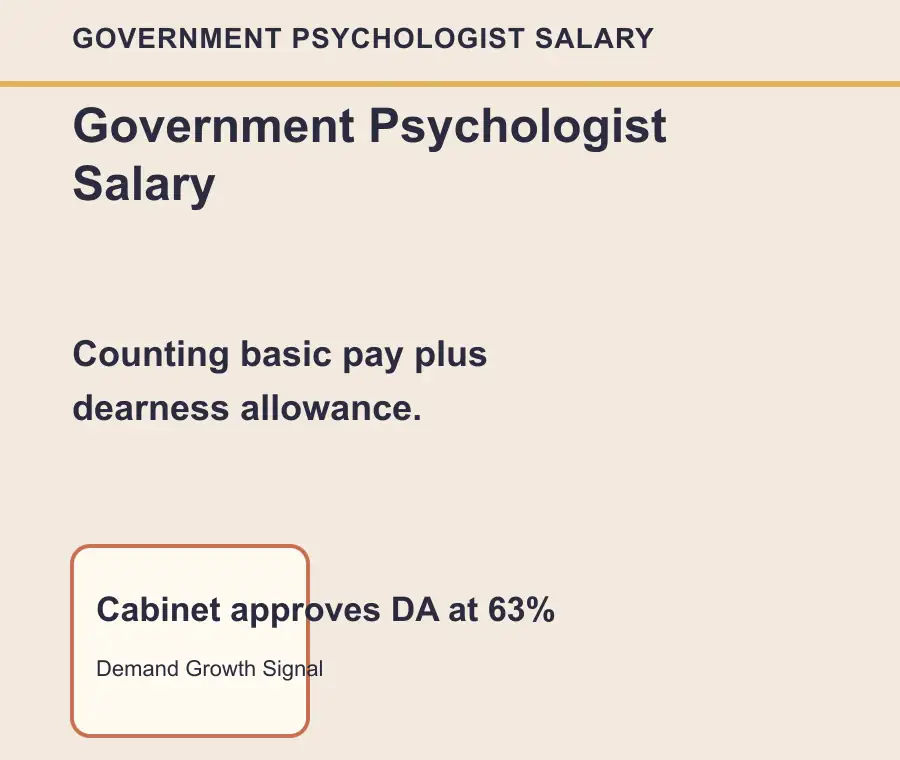 GOVERNMENT PSYCHOLOGIST SALARY
Government Psychologist
Salary
Counting basic pay plus
dearness allowance.
Cabinet approves DA at 63%
Demand Growth Signal